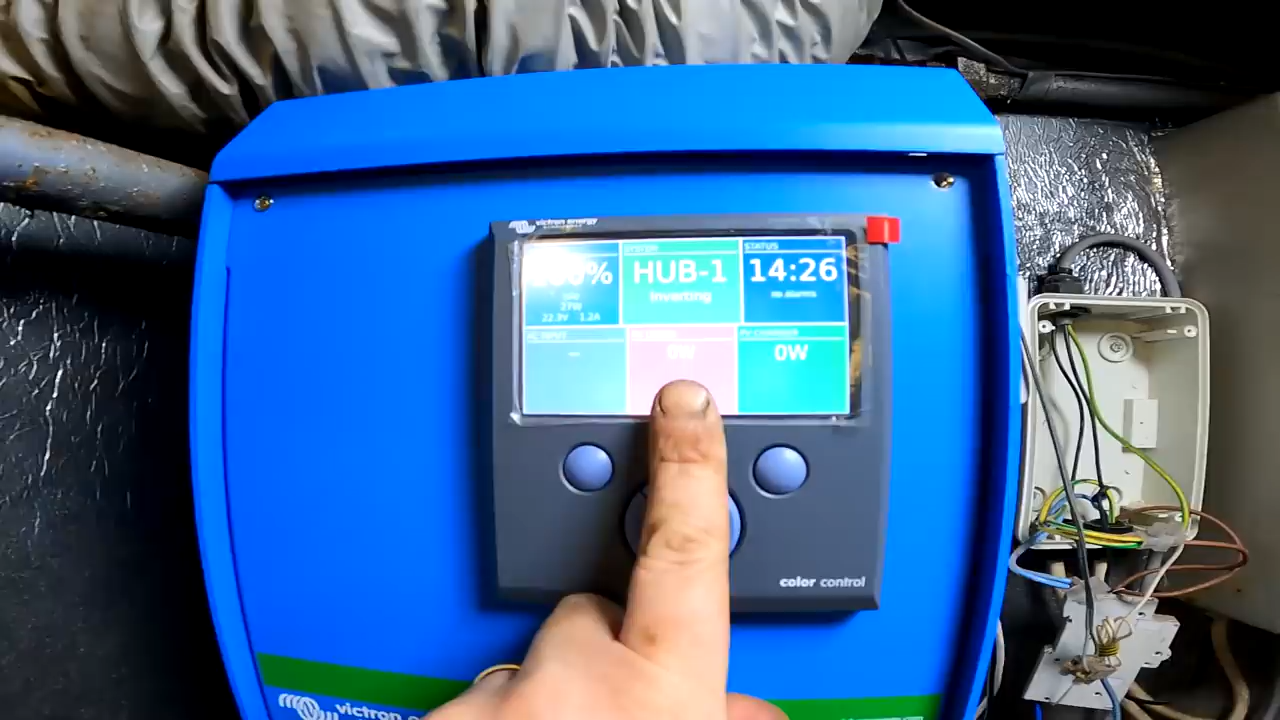 victron energy
SYSTEM
STATUS
HUB-1
14:26
Inverting
no alarms
27W
22.3V 1.2A
AC INPUT
--
0W
PV CHARGER
0W
color control
victron